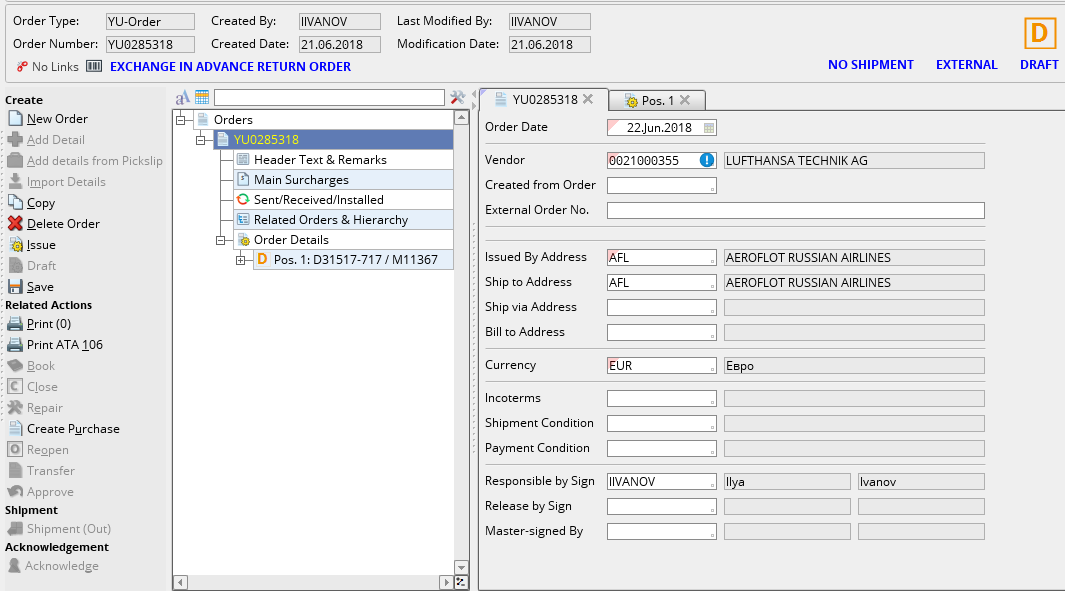 Order Type: YU-Order Created By: IIVANOV Last Modified By: IIVANOV
Order Number: YU0285318 Created Date: 21.06.2018 Modification Date: 21.06.2018
D
No Links EXCHANGE IN ADVANCE RETURN ORDER NO SHIPMENT EXTERNAL DRAFT
Create
New Order
Add Detail
Add details from Pickslip
Import Details
Copy
Delete Order
Issue
Draft
Save
Related Actions
Print (0)
Print ATA 106
Book
Close
Repair
Create Purchase
Reopen
Transfer
Approve
Shipment
Shipment (Out)
Acknowledgement
Acknowledge
Orders
YU0285318
Header Text & Remarks
Main Surcharges
Sent/Received/Installed
Related Orders & Hierarchy
Order Details
D Pos. 1: D31517-717 / M11367
YU0285318 Pos. 1
Order Date 22.Jun.2018
Vendor 0021000355 LUFTHANSA TECHNIK AG
Created from Order
External Order No.
Issued By Address AFL AEROFLOT RUSSIAN AIRLINES
Ship to Address AFL AEROFLOT RUSSIAN AIRLINES
Ship via Address
Bill to Address
Currency EUR Евро
Incoterms
Shipment Condition
Payment Condition
Responsible by Sign IIVANOV Ilya Ivanov
Release by Sign
Master-signed By